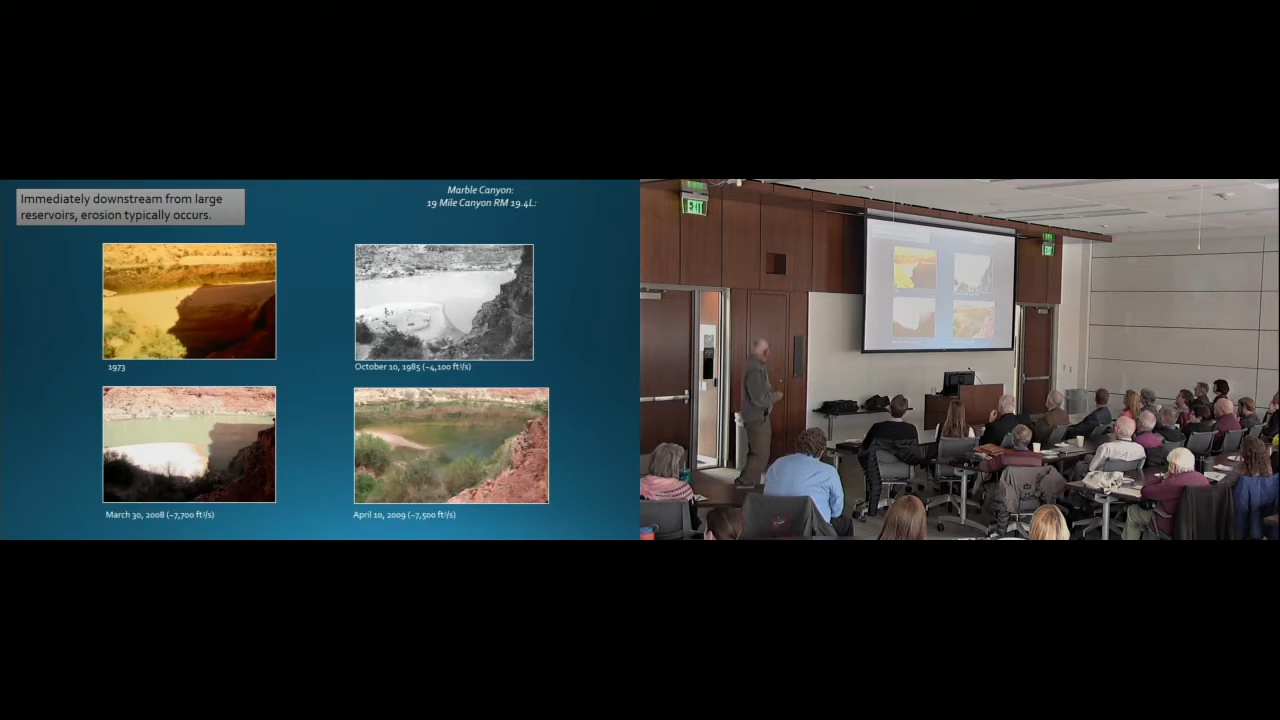 Immediately downstream from large
reservoirs, erosion typically occurs.
Marble Canyon:
19 Mile Canyon RM 19.4L:
1973
October 10, 1985 (~4,100 ft³/s)
March 30, 2008 (~7,700 ft³/s)
April 10, 2009 (~7,500 ft³/s)
EXIT
EXIT